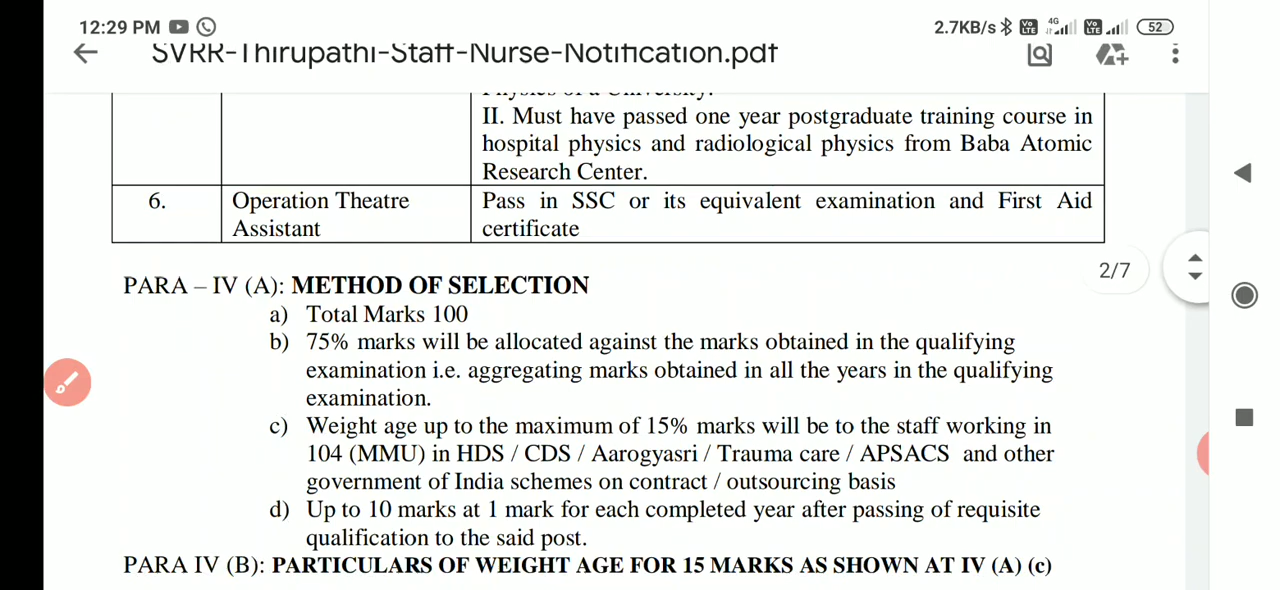 12:29 PM
2.7KB/s 4G 52
SVRR-Thirupathi-Staff-Nurse-Notification.pdf
Physics of a University.
II. Must have passed one year postgraduate training course in
hospital physics and radiological physics from Baba Atomic
Research Center.
6. Operation Theatre Pass in SSC or its equivalent examination and First Aid
Assistant certificate
2/7
PARA – IV (A): METHOD OF SELECTION
a) Total Marks 100
b) 75% marks will be allocated against the marks obtained in the qualifying
examination i.e. aggregating marks obtained in all the years in the qualifying
examination.
c) Weight age up to the maximum of 15% marks will be to the staff working in
104 (MMU) in HDS / CDS / Aarogyasri / Trauma care / APSACS and other
government of India schemes on contract / outsourcing basis
d) Up to 10 marks at 1 mark for each completed year after passing of requisite
qualification to the said post.
PARA IV (B): PARTICULARS OF WEIGHT AGE FOR 15 MARKS AS SHOWN AT IV (A) (c)